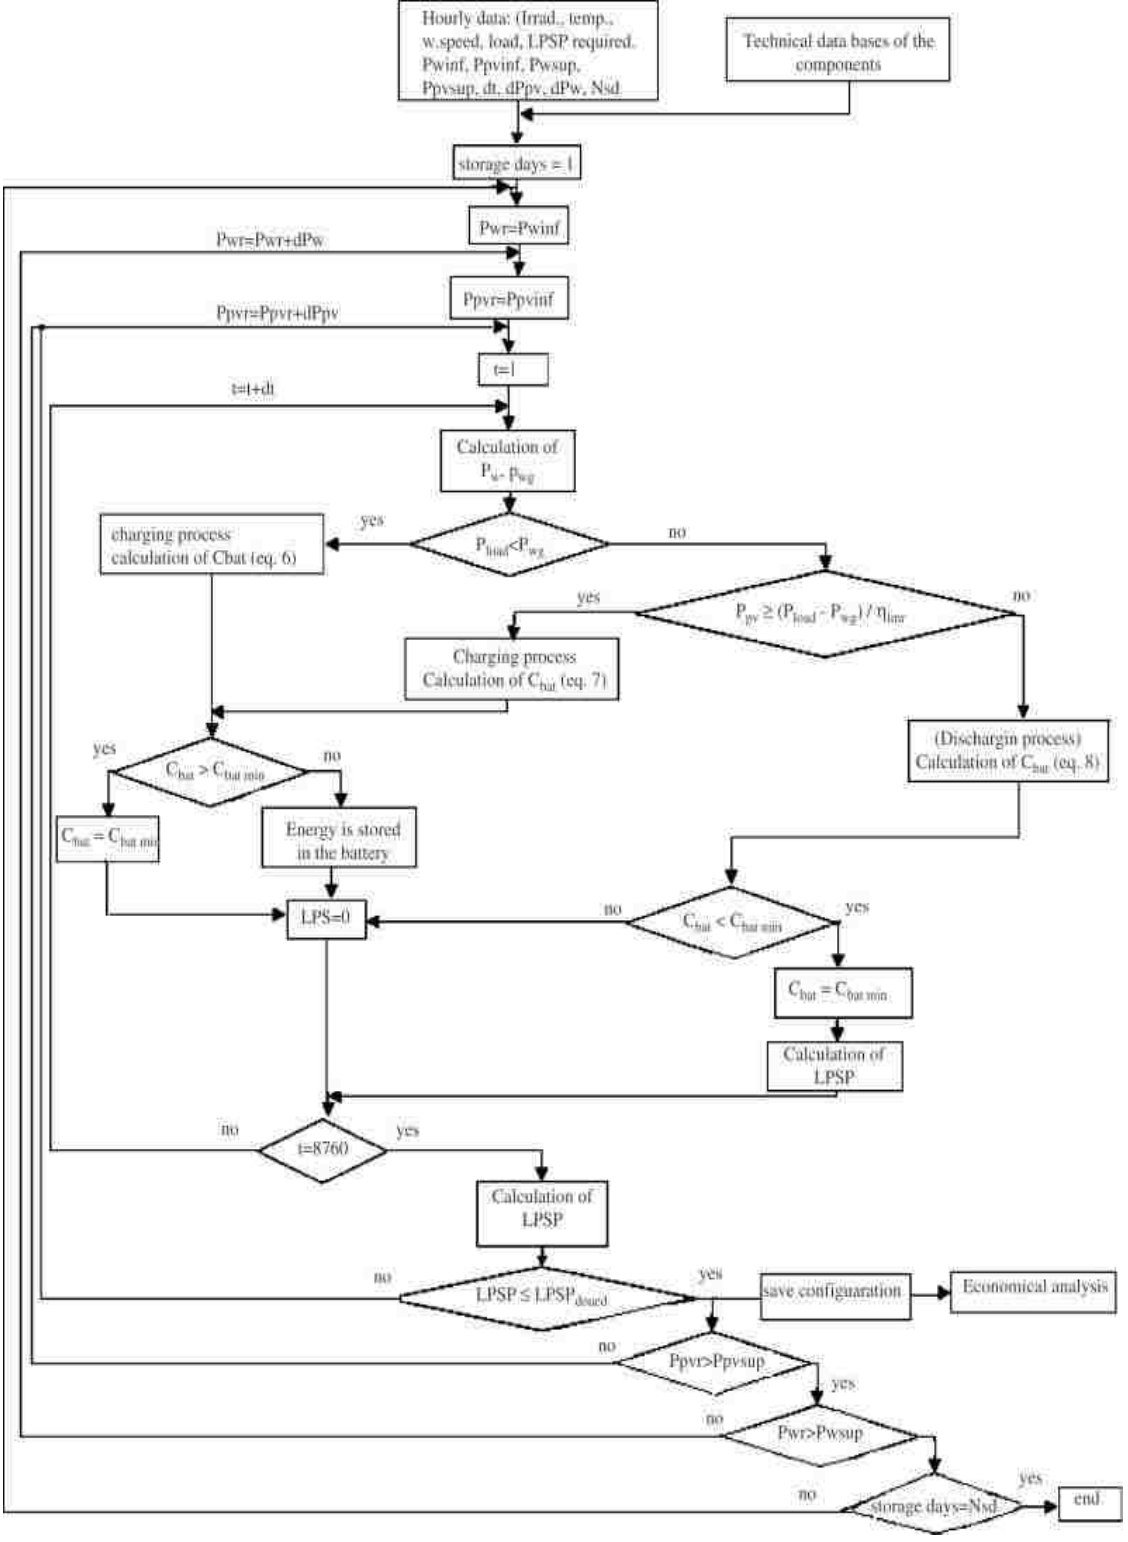 Hourly data: (Irrad., temp.,
w.speed, load, LPSP required.
Pwinf, Ppvinf, Pwsup,
Ppvsup, dt, dPpv, dPw, Nsd
Technical data bases of the
components
storage days = 1
Pwr=Pwinf
Pwr=Pwr+dPw
Ppvr=Ppvinf
Ppvr=Ppvr+dPpv
t=1
t=t+dt
Calculation of
Pw- pwg
yes
Pload<Pwg
no
charging process
calculation of Cbat (eq. 6)
yes
Ppv ≥ (Pload - Pwg) / ηinv
no
Charging process
Calculation of Cbat (eq. 7)
(Dischargin process)
Calculation of Cbat (eq. 8)
yes
Cbat > Cbat min
no
Cbat = Cbat min
Energy is stored
in the battery
LPS=0
no
Cbat < Cbat min
yes
Cbat = Cbat min
Calculation of
LPSP
no
t=8760
yes
Calculation of
LPSP
no
LPSP ≤ LPSP
yes
save configuaration
Economical analysis
no
Ppvr>Ppvsup
yes
no
Pwr>Pwsup
no
storage days=Nsd
yes
end